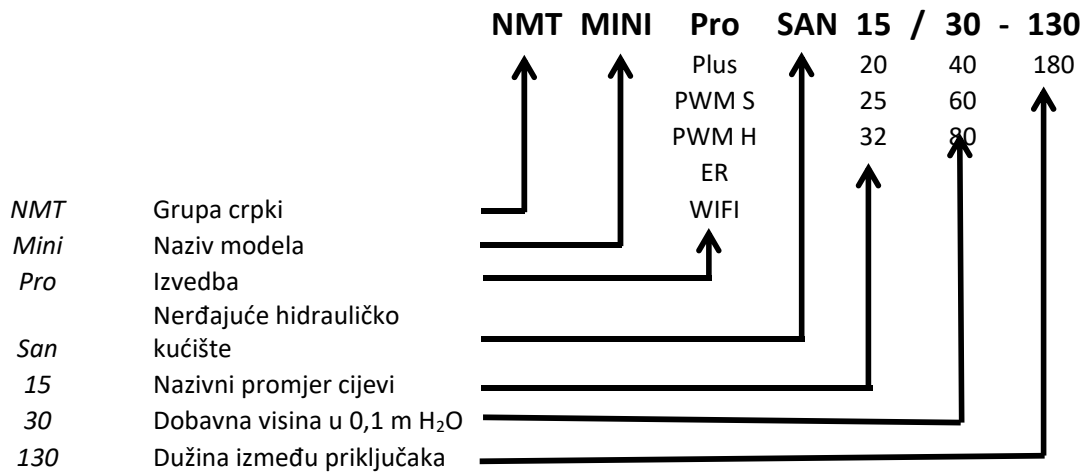 NMT MINI Pro SAN 15 / 30 - 130
Plus 20 40 180
PWM S 25 60
PWM H 32 80
ER
WIFI
NMT Grupa crpki
Mini Naziv modela
Pro Izvedba
Nerđajuće hidrauličko
San kućište
15 Nazivni promjer cijevi
30 Dobavna visina u 0,1 m H₂O
130 Dužina između priključaka